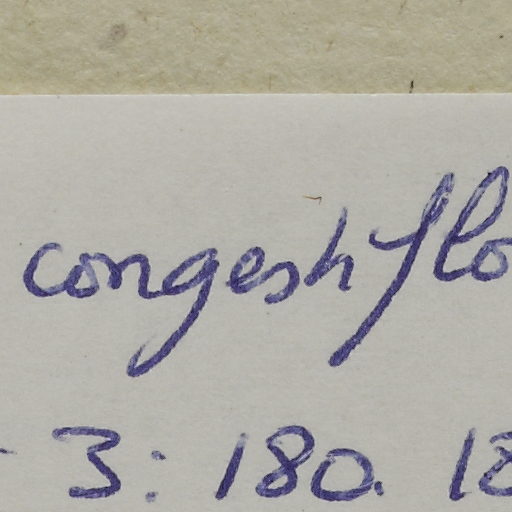 congestiflo
- 3: 180. 18